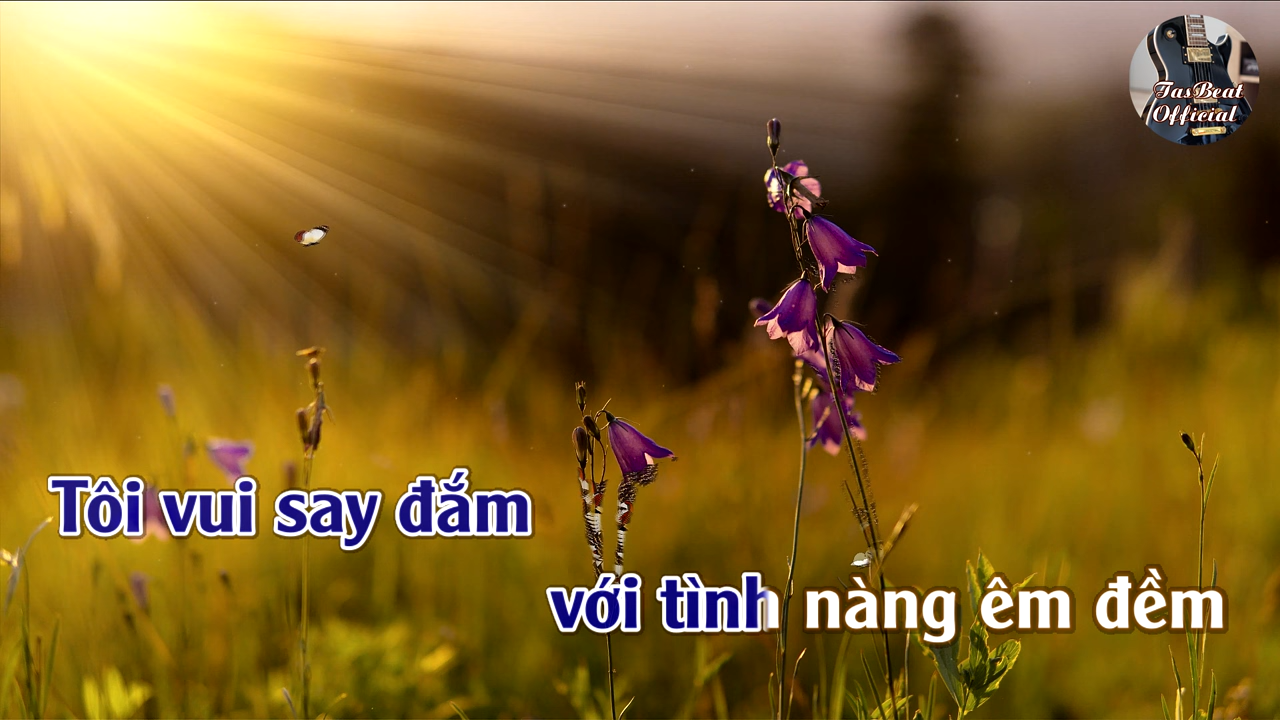 TasBeat
Official
Tôi vui say đắm
với tình nàng êm đềm